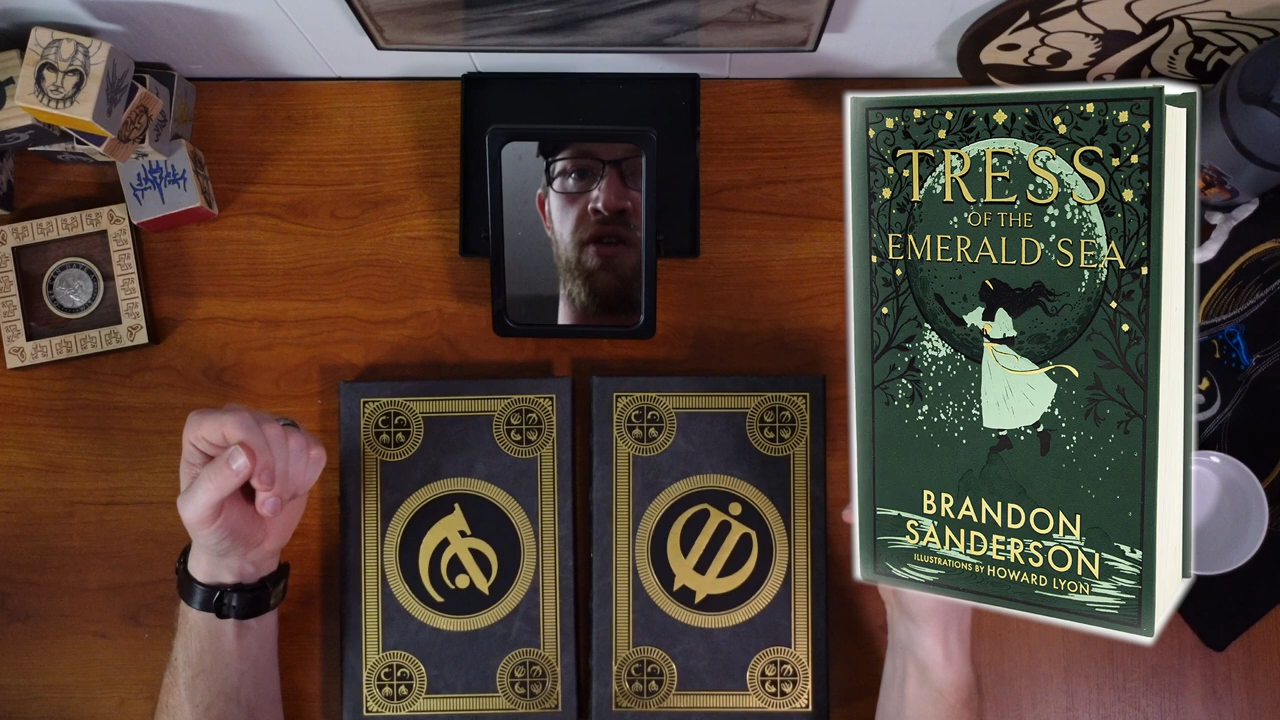 TRESS
OF THE
EMERALD SEA
BRANDON
SANDERSON
ILLUSTRATIONS BY HOWARD LYON